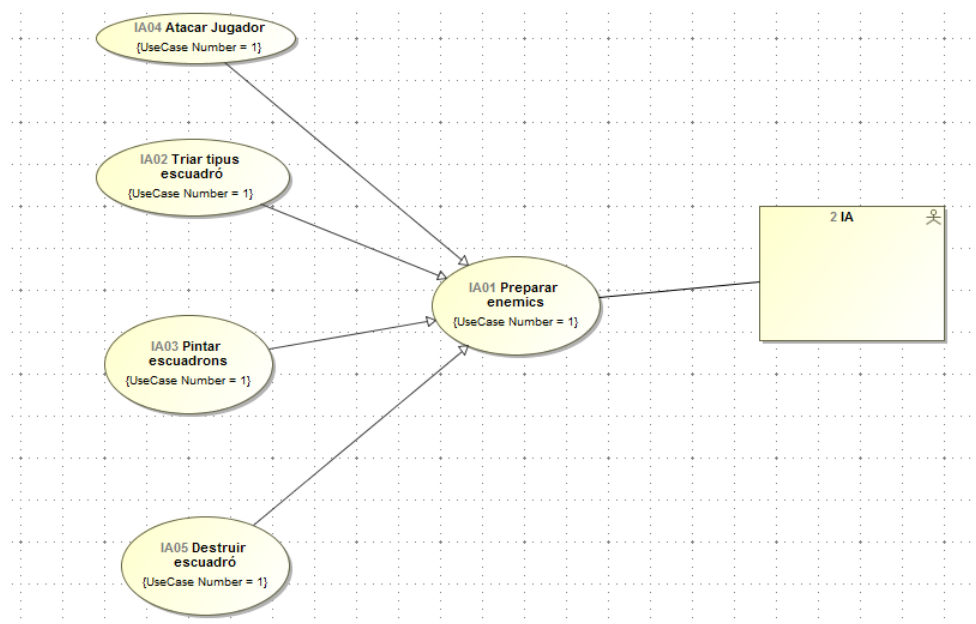 IA04 Atacar Jugador
{UseCase Number = 1}
IA02 Triar tipus
escuadró
{UseCase Number = 1}
2 IA
IA01 Preparar
enemics
{UseCase Number = 1}
IA03 Pintar
escuadrons
{UseCase Number = 1}
IA05 Destruir
escuadró
{UseCase Number = 1}